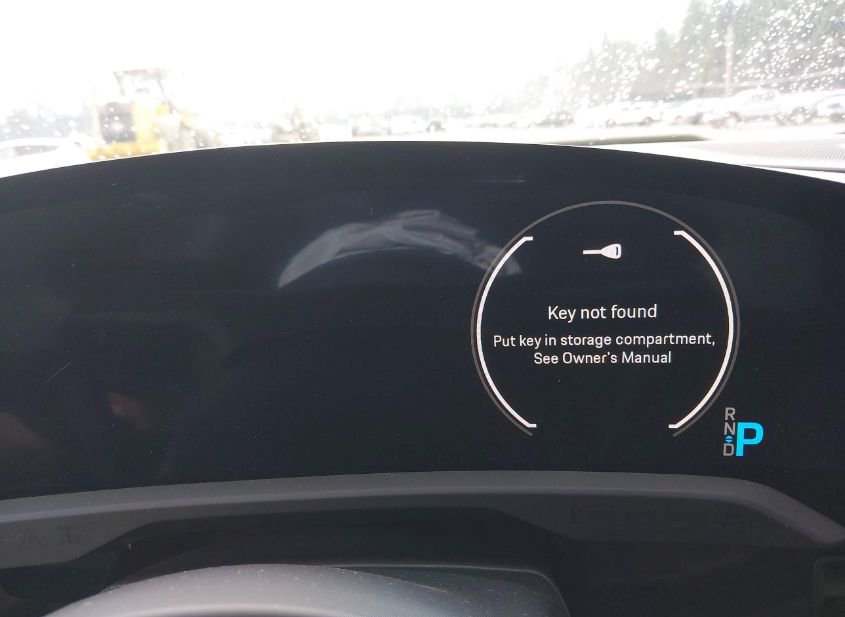 Key not found
Put key in storage compartment,
See Owner's Manual
R
N
D
P